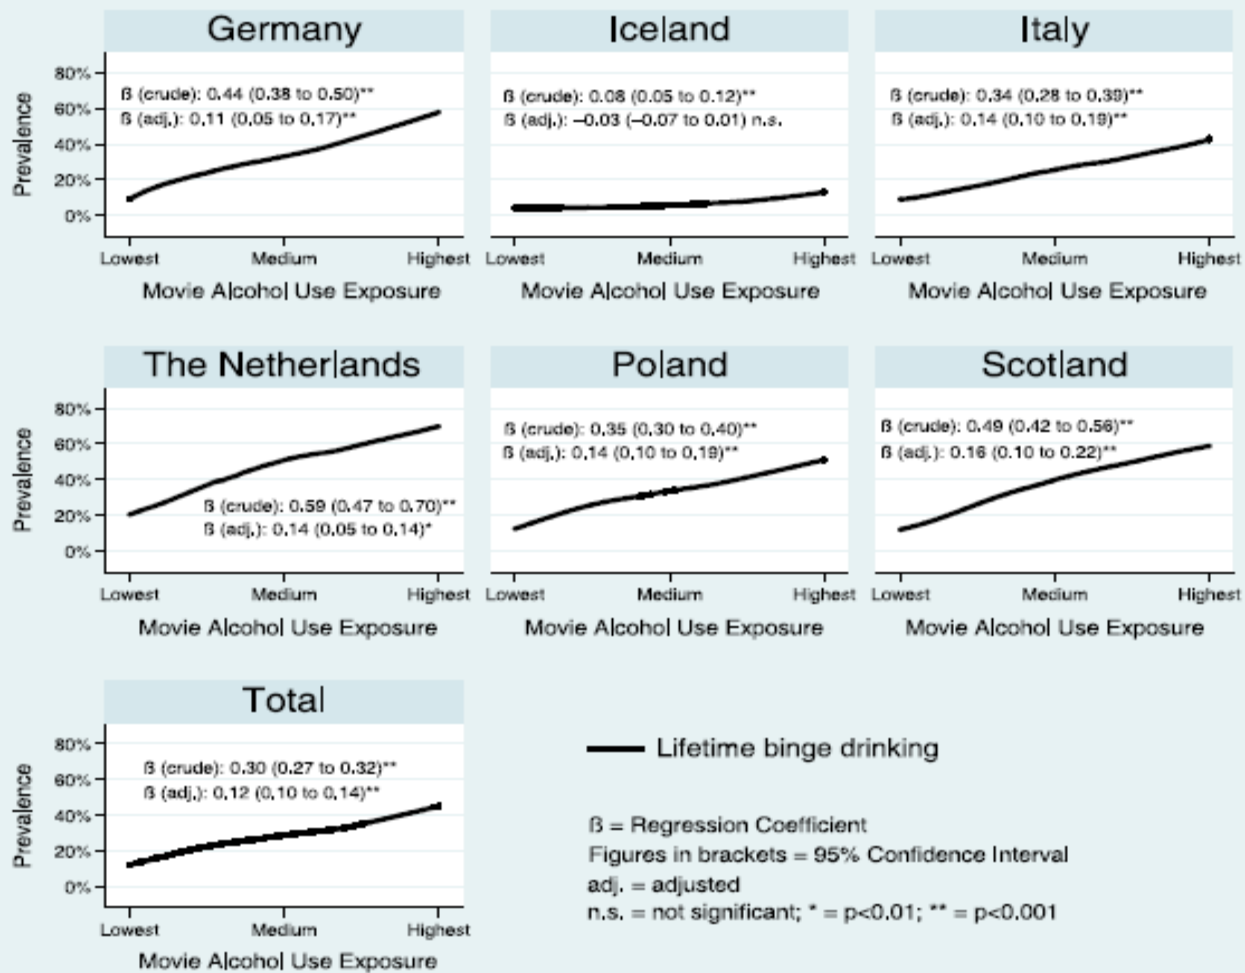 Germany
80%
60%
40%
20%
0%
Prevalence
ß (crude): 0.44 (0.38 to 0.50)**
ß (adj.): 0.11 (0.05 to 0.17)**
Lowest
Medium
Highest
Movie Alcohol Use Exposure
Iceland
ß (crude): 0.08 (0.05 to 0.12)**
ß (adj.): –0.03 (–0.07 to 0.01) n.s.
Lowest
Medium
Highest
Movie Alcohol Use Exposure
Italy
ß (crude): 0.34 (0.28 to 0.39)**
ß (adj.): 0.14 (0.10 to 0.19)**
Lowest
Medium
Highest
Movie Alcohol Use Exposure
The Netherlands
80%
60%
40%
20%
0%
Prevalence
ß (crude): 0.59 (0.47 to 0.70)**
ß (adj.): 0.14 (0.05 to 0.14)*
Lowest
Medium
Highest
Movie Alcohol Use Exposure
Poland
ß (crude): 0.35 (0.30 to 0.40)**
ß (adj.): 0.14 (0.10 to 0.19)**
Lowest
Medium
Highest
Movie Alcohol Use Exposure
Scotland
ß (crude): 0.49 (0.42 to 0.56)**
ß (adj.): 0.16 (0.10 to 0.22)**
Lowest
Medium
Highest
Movie Alcohol Use Exposure
Total
80%
60%
40%
20%
0%
Prevalence
ß (crude): 0.30 (0.27 to 0.32)**
ß (adj.): 0.12 (0.10 to 0.14)**
Lowest
Medium
Highest
Movie Alcohol Use Exposure
Lifetime binge drinking
ß = Regression Coefficient
Figures in brackets = 95% Confidence Interval
adj. = adjusted
n.s. = not significant; * = p<0.01; ** = p<0.001